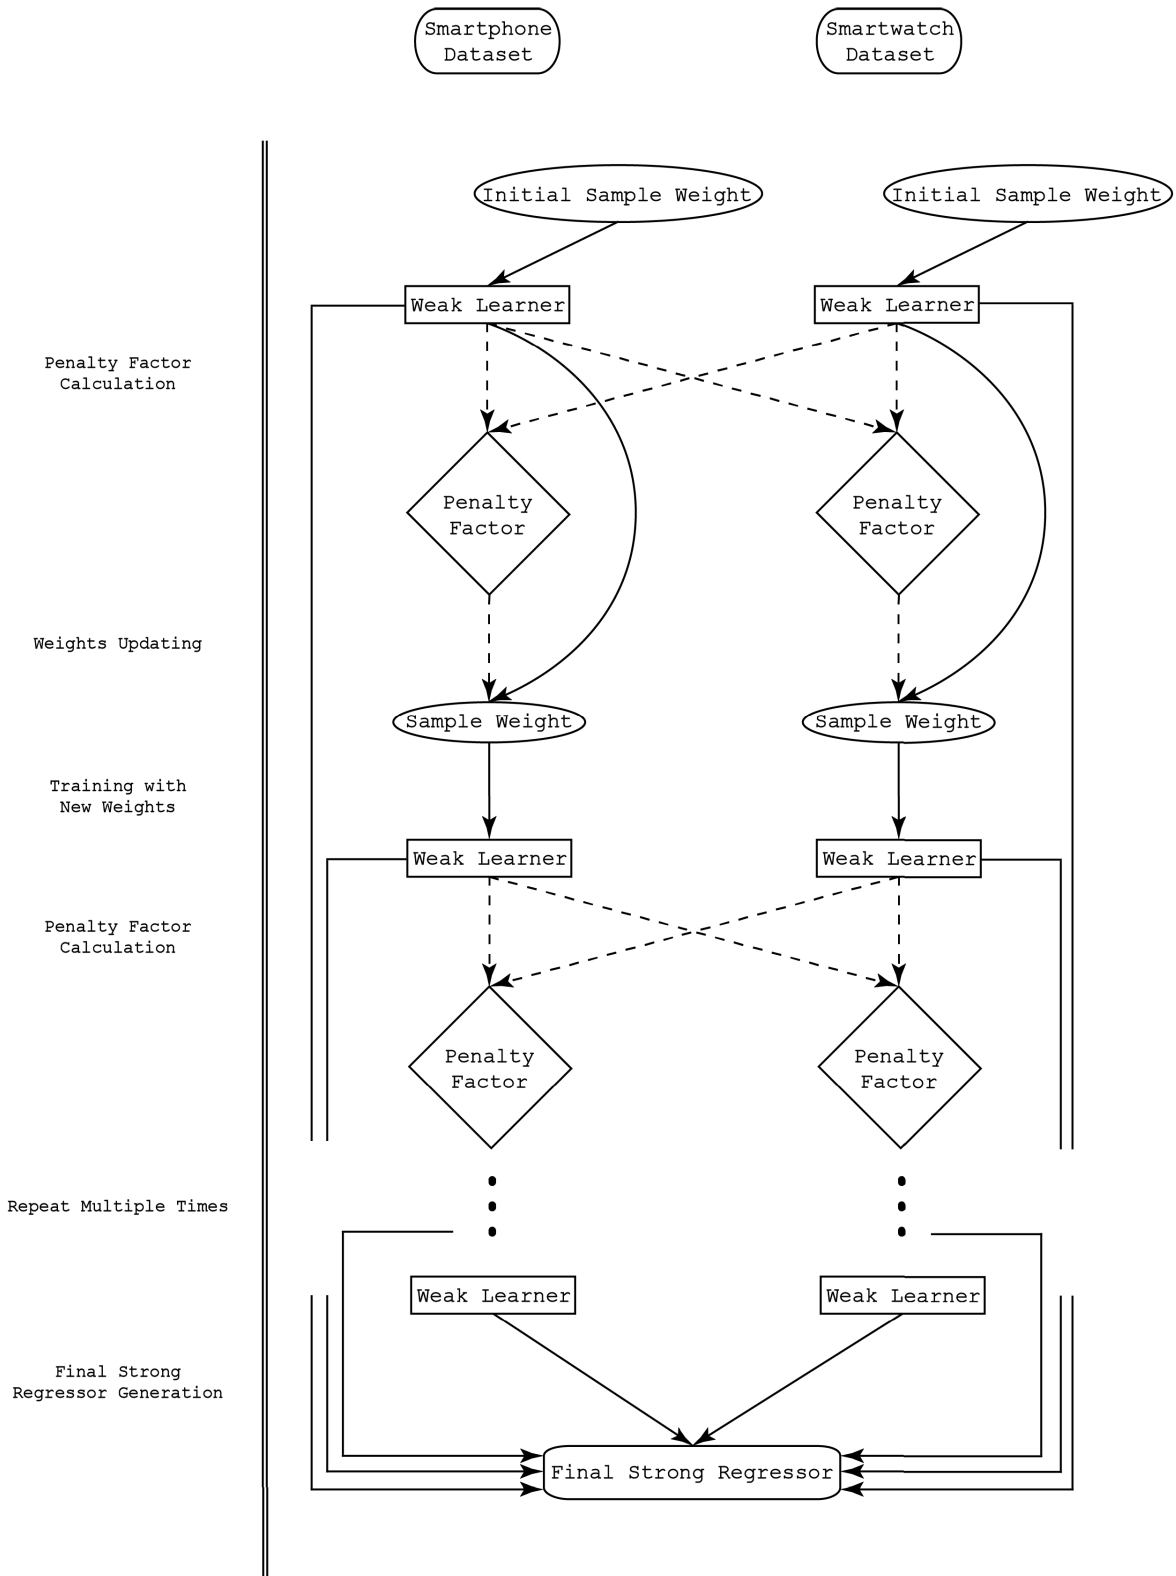 Smartphone
Dataset
Smartwatch
Dataset
Initial Sample Weight
Initial Sample Weight
Weak Learner
Weak Learner
Penalty Factor
Calculation
Penalty
Factor
Penalty
Factor
Weights Updating
Sample Weight
Sample Weight
Training with
New Weights
Weak Learner
Weak Learner
Penalty Factor
Calculation
Penalty
Factor
Penalty
Factor
Repeat Multiple Times
Weak Learner
Weak Learner
Final Strong
Regressor Generation
Final Strong Regressor